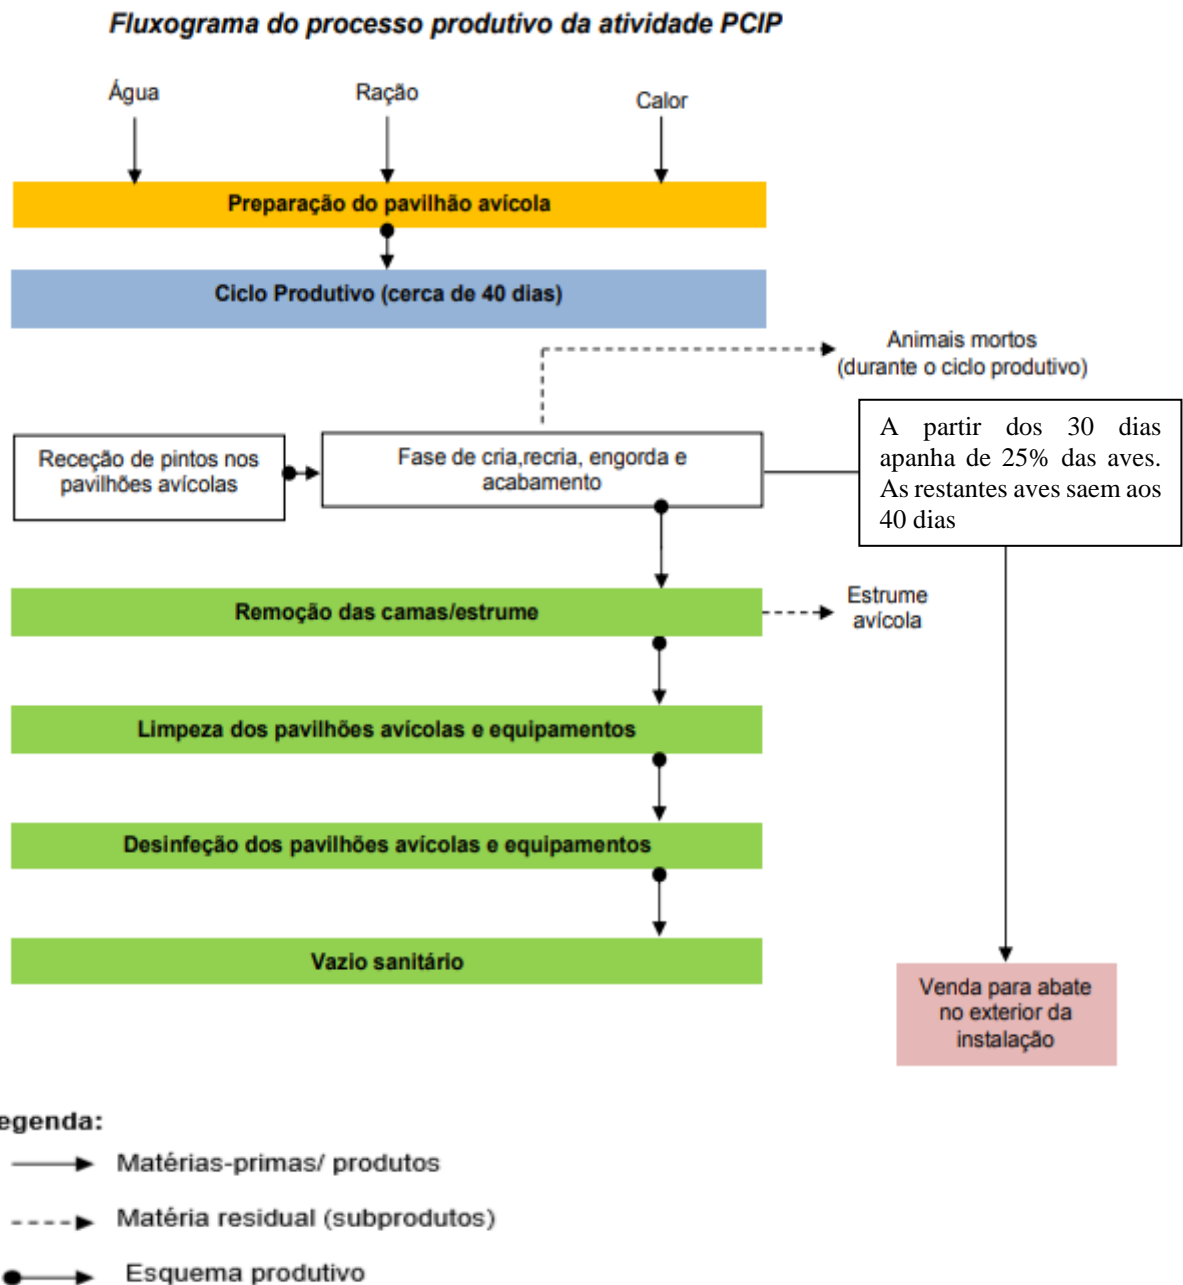 Fluxograma do processo produtivo da atividade PCIP
Água
Ração
Calor
Preparação do pavilhão avícola
Ciclo Produtivo (cerca de 40 dias)
Animais mortos
(durante o ciclo produtivo)
Receção de pintos nos
pavilhões avícolas
Fase de cria,recria, engorda e
acabamento
A partir dos 30 dias
apanha de 25% das aves.
As restantes aves saem aos
40 dias
Remoção das camas/estrume
Estrume
avícola
Limpeza dos pavilhões avícolas e equipamentos
Desinfeção dos pavilhões avícolas e equipamentos
Vazio sanitário
Venda para abate
no exterior da
instalação
egenda:
Matérias-primas/ produtos
Matéria residual (subprodutos)
Esquema produtivo